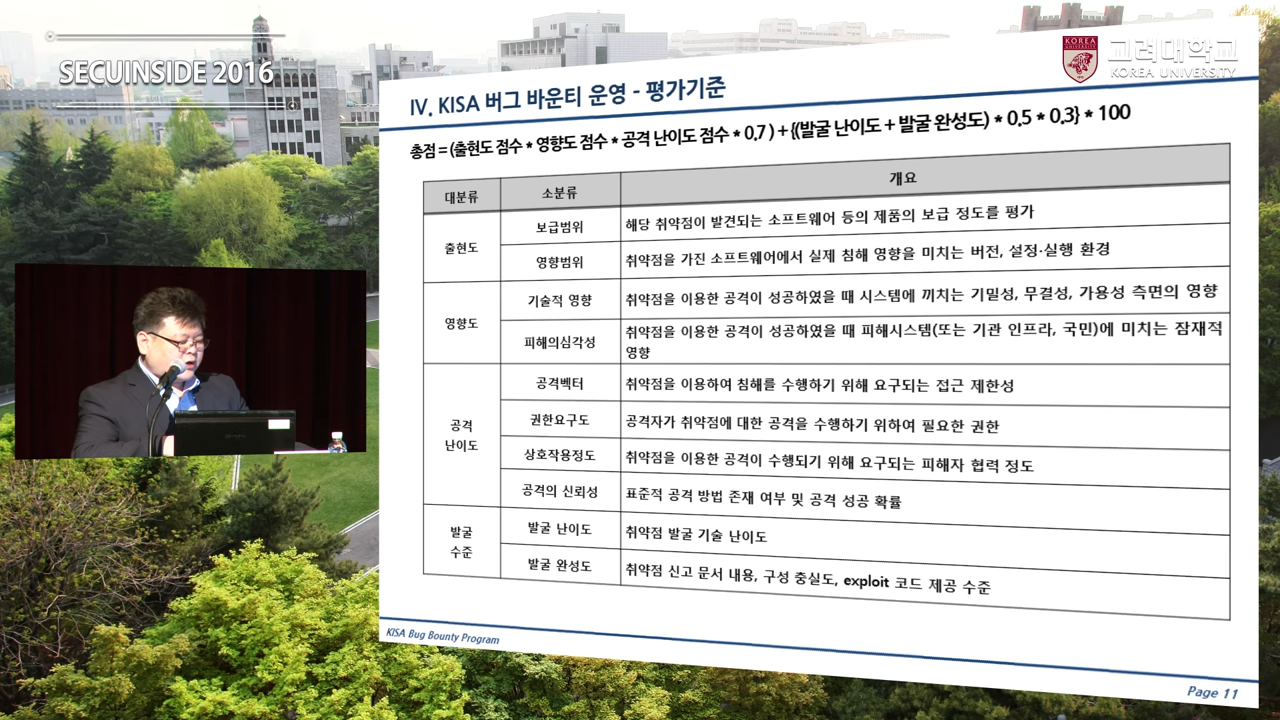 SECUINSIDE 2016
고려대학교
KOREA UNIVERSITY
KOREA
UNIVERSITY
IV. KISA 버그 바운티 운영 - 평가기준
총점 = (출현도 점수 * 영향도 점수 * 공격 난이도 점수 * 0.7 ) + {(발굴 난이도 + 발굴 완성도) * 0.5 * 0.3} * 100
대분류 소분류 개요
출현도 보급범위 해당 취약점이 발견되는 소프트웨어 등의 제품의 보급 정도를 평가
영향범위 취약점을 가진 소프트웨어에서 실제 침해 영향을 미치는 버전, 설정·실행 환경
영향도 기술적 영향 취약점을 이용한 공격이 성공하였을 때 시스템에 끼치는 기밀성, 무결성, 가용성 측면의 영향
피해의심각성 취약점을 이용한 공격이 성공하였을 때 피해시스템(또는 기관 인프라, 국민)에 미치는 잠재적
영향
공격
난이도
공격벡터 취약점을 이용하여 침해를 수행하기 위해 요구되는 접근 제한성
권한요구도 공격자가 취약점에 대한 공격을 수행하기 위하여 필요한 권한
상호작용정도 취약점을 이용한 공격이 수행되기 위해 요구되는 피해자 협력 정도
공격의 신뢰성 표준적 공격 방법 존재 여부 및 공격 성공 확률
발굴
수준
발굴 난이도 취약점 발굴 기술 난이도
발굴 완성도 취약점 신고 문서 내용, 구성 충실도, exploit 코드 제공 수준
KISA Bug Bounty Program
Page 11